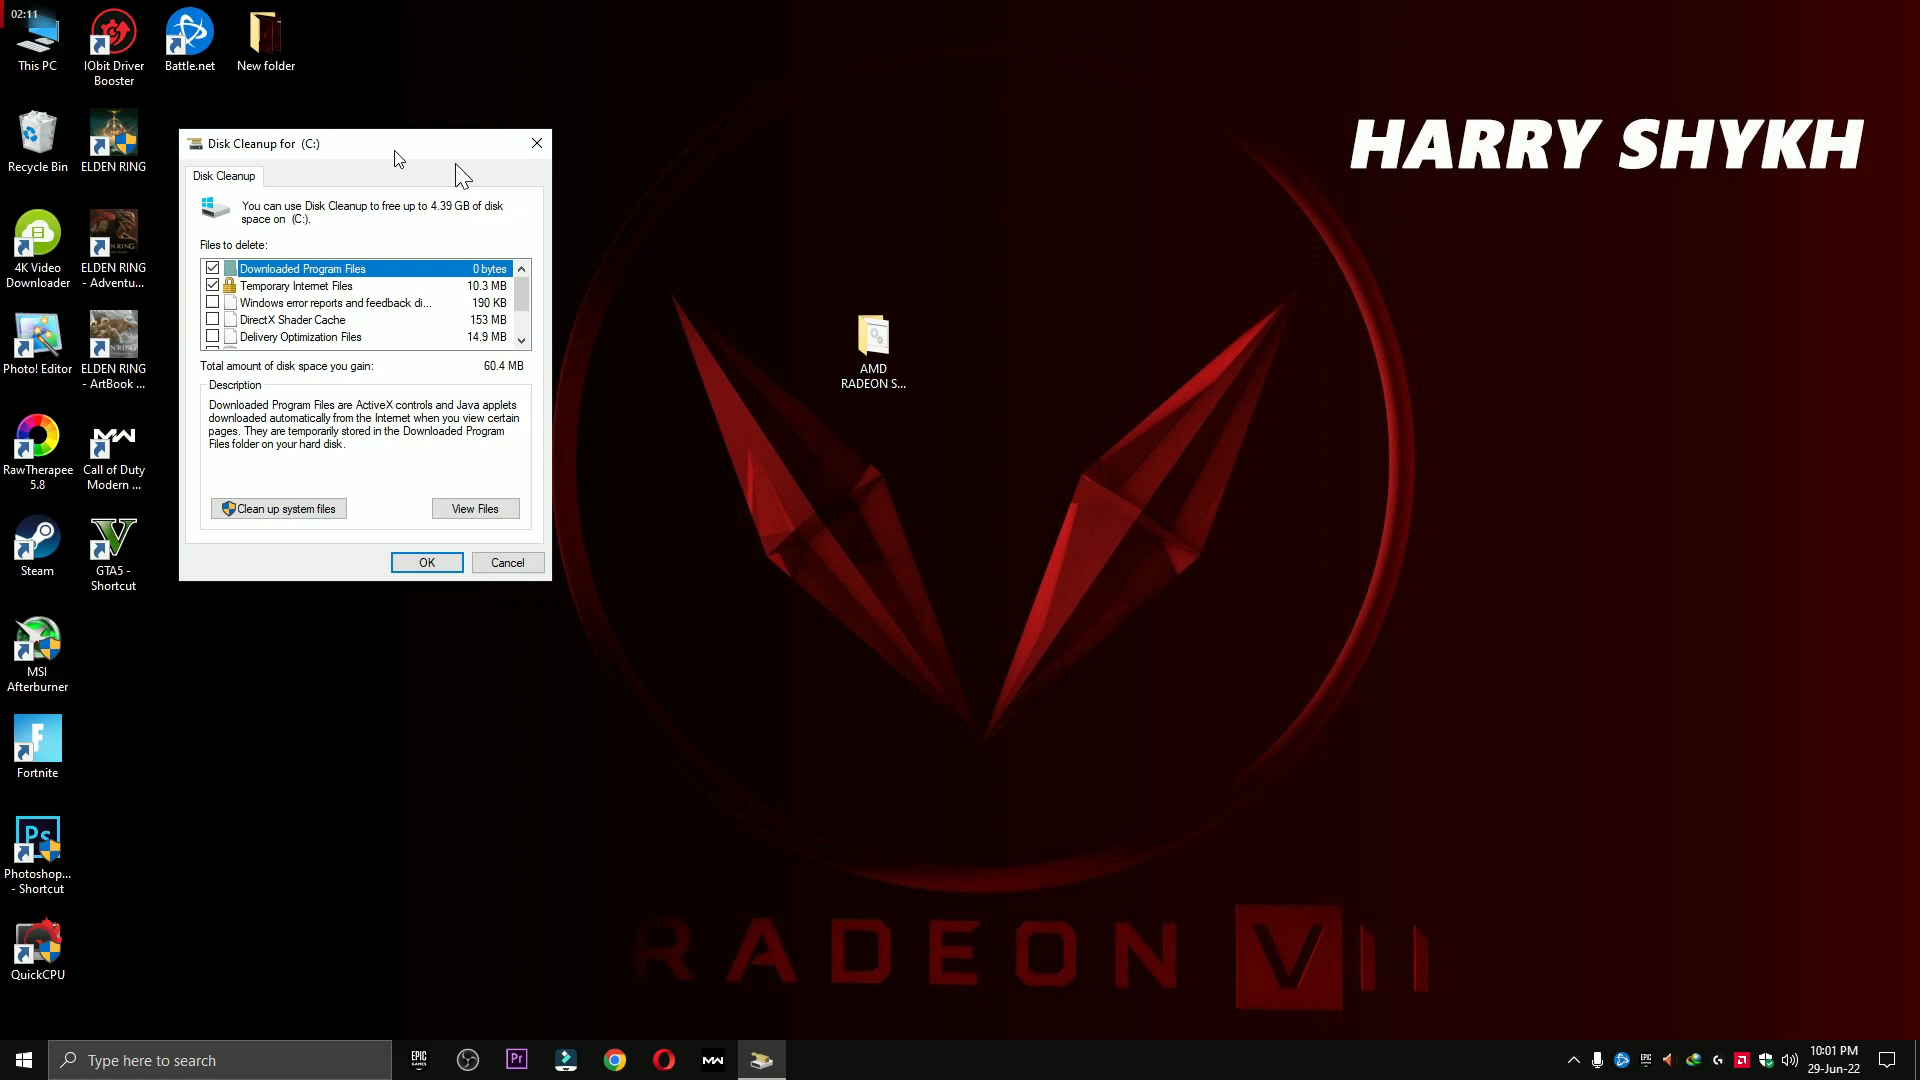 02:11
This PC
IObit Driver
Booster
Battle.net
New folder
Recycle Bin
ELDEN RING
4K Video
Downloader
ELDEN RING
- Adventu...
Photo! Editor
ELDEN RING
- ArtBook ...
RawTherapee
5.8
Call of Duty
Modern ...
Steam
GTA5 -
Shortcut
MSI
Afterburner
Fortnite
Photoshop...
- Shortcut
QuickCPU
Disk Cleanup for (C:)
Disk Cleanup
You can use Disk Cleanup to free up to 4.39 GB of disk
space on (C:).
Files to delete:
Downloaded Program Files 0 bytes
Temporary Internet Files 10.3 MB
Windows error reports and feedback di... 190 KB
DirectX Shader Cache 153 MB
Delivery Optimization Files 14.9 MB
Total amount of disk space you gain: 60.4 MB
Description
Downloaded Program Files are ActiveX controls and Java applets
downloaded automatically from the Internet when you view certain
pages. They are temporarily stored in the Downloaded Program
Files folder on your hard disk.
Clean up system files
View Files
OK
Cancel
AMD
RADEON S...
HARRY SHYKH
RADEON VII
Type here to search
EPIC
GAMES
Pr
MW
10:01 PM
29-Jun-22